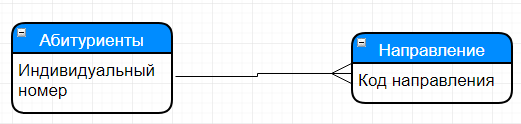 Абитуриенты
Индивидуальный
номер
Направление
Код направления